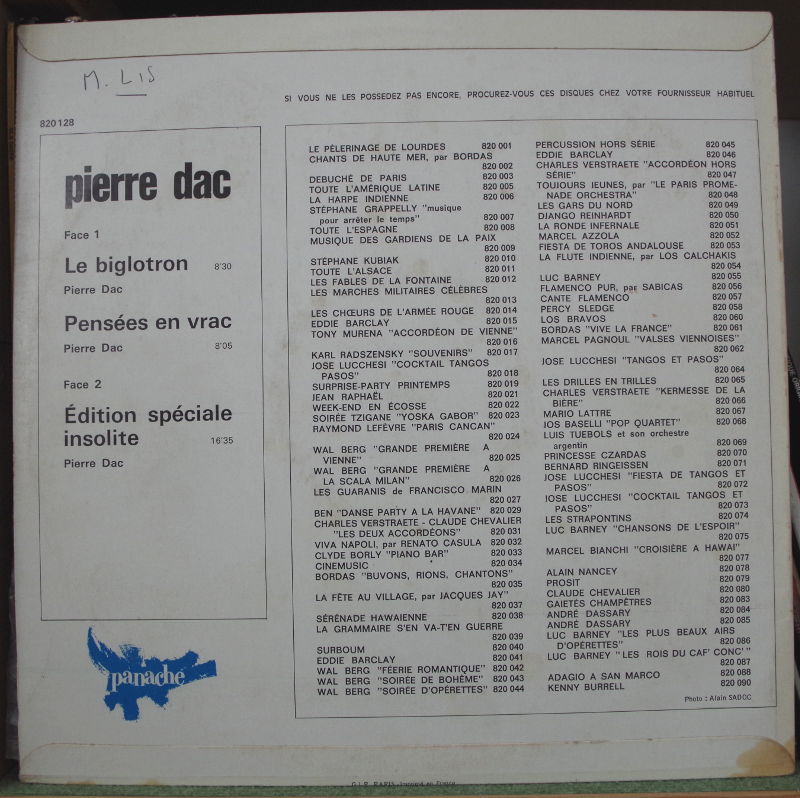 M. LIS
SI VOUS NE LES POSSEDEZ PAS ENCORE, PROCUREZ-VOUS CES DISQUES CHEZ VOTRE FOURNISSEUR HABITUEL
820128
pierre dac
Face 1
Le biglotron 8'30
Pierre Dac
Pensées en vrac
Pierre Dac 8'05
Face 2
Édition spéciale
insolite 16'35
Pierre Dac
panache
LE PÈLERINAGE DE LOURDES 820 001
CHANTS DE HAUTE MER, par BORDAS
820 002
DEBUCHÉ DE PARIS 820 003
TOUTE L'AMÉRIQUE LATINE 820 005
LA HARPE INDIENNE 820 006
STÉPHANE GRAPPELLY "musique
pour arrêter le temps" 820 007
TOUTE L'ESPAGNE 820 008
MUSIQUE DES GARDIENS DE LA PAIX
820 009
STÉPHANE KUBIAK 820 010
TOUTE L'ALSACE 820 011
LES FABLES DE LA FONTAINE 820 012
LES MARCHES MILITAIRES CÉLÈBRES
820 013
LES CHŒURS DE L'ARMÉE ROUGE 820 014
EDDIE BARCLAY 820 015
TONY MURENA "ACCORDÉON DE VIENNE"
820 016
KARL RADSZENSKY "SOUVENIRS" 820 017
JOSE LUCCHESI "COCKTAIL TANGOS
PASOS" 820 018
SURPRISE-PARTY PRINTEMPS 820 019
JEAN RAPHAËL 820 021
WEEK-END EN ÉCOSSE 820 022
SOIRÉE TZIGANE "YOSKA GABOR" 820 023
RAYMOND LEFÈVRE "PARIS CANCAN"
820 024
WAL BERG "GRANDE PREMIÈRE A
VIENNE" 820 025
WAL BERG "GRANDE PREMIÈRE A
LA SCALA MILAN" 820 026
LES GUARANIS de FRANCISCO MARIN
820 027
BEN "DANSE PARTY A LA HAVANE" 820 029
CHARLES VERSTRAETE - CLAUDE CHEVALIER
"LES DEUX ACCORDÉONS" 820 031
VIVA NAPOLI, par RENATO CASULA 820 032
CLYDE BORLY "PIANO BAR" 820 033
CINEMUSIC 820 034
BORDAS "BUVONS, RIONS, CHANTONS"
820 035
LA FÊTE AU VILLAGE, par JACQUES JAY"
820 037
SÉRÉNADE HAWAIENNE 820 038
LA GRAMMAIRE S'EN VA-T'EN GUERRE
820 039
SURBOUM 820 040
EDDIE BARCLAY 820 041
WAL BERG "FÉERIE ROMANTIQUE" 820 042
WAL BERG "SOIRÉE DE BOHÊME" 820 043
WAL BERG "SOIRÉE D'OPÉRETTES" 820 044
PERCUSSION HORS SÉRIE 820 045
EDDIE BARCLAY 820 046
CHARLES VERSTRAETE "ACCORDÉON HORS
SÉRIE" 820 047
TOUJOURS JEUNES, par "LE PARIS PROME-
NADE ORCHESTRA" 820 048
LES GARS DU NORD 820 049
DJANGO REINHARDT 820 050
LA RONDE INFERNALE 820 051
MARCEL AZZOLA 820 052
FIESTA DE TOROS ANDALOUSE 820 053
LA FLUTE INDIENNE, par LOS CALCHAKIS
820 054
LUC BARNEY 820 055
FLAMENCO PUR, par SABICAS 820 056
CANTE FLAMENCO 820 057
PERCY SLEDGE 820 058
LOS BRAVOS 820 060
BORDAS "VIVE LA FRANCE" 820 061
MARCEL PAGNOUL "VALSES VIENNOISES"
820 062
JOSE LUCCHESI "TANGOS ET PASOS"
820 064
LES DRILLES EN TRILLES 820 065
CHARLES VERSTRAETE "KERMESSE DE LA
BIÈRE" 820 066
MARIO LATTRE 820 067
JOS BASELLI "POP QUARTET" 820 068
LUIS TUEBOLS et son orchestre
argentin 820 069
PRINCESSE CZARDAS 820 070
BERNARD RINGEISSEN 820 071
JOSE LUCCHESI "FIESTA DE TANGOS ET
PASOS" 820 072
JOSE LUCCHESI "COCKTAIL TANGOS ET
PASOS" 820 073
LES STRAPONTINS 820 074
LUC BARNEY "CHANSONS DE L'ESPOIR"
820 075
MARCEL BIANCHI "CROISIÈRE A HAWAI"
820 077
ALAIN NANCEY 820 078
PROSIT 820 079
CLAUDE CHEVALIER 820 080
GAIETÉS CHAMPÊTRES 820 083
ANDRÉ DASSARY 820 084
ANDRÉ DASSARY 820 085
LUC BARNEY "LES PLUS BEAUX AIRS
D'OPÉRETTES" 820 086
LUC BARNEY "LES ROIS DU CAF' CONC'"
820 087
ADAGIO A SAN MARCO 820 088
KENNY BURRELL 820 090
Photo : Alain SADOC
G.I.P. PARIS - Imprimé en France